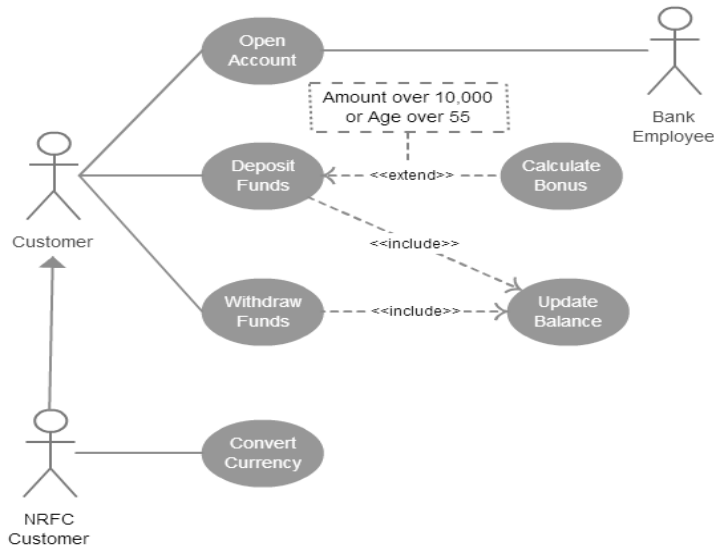 Open
Account
Bank
Employee
Amount over 10,000
or Age over 55
Customer
Deposit
Funds
<<extend>>
Calculate
Bonus
<<include>>
Withdraw
Funds
<<include>>
Update
Balance
NRFC
Customer
Convert
Currency